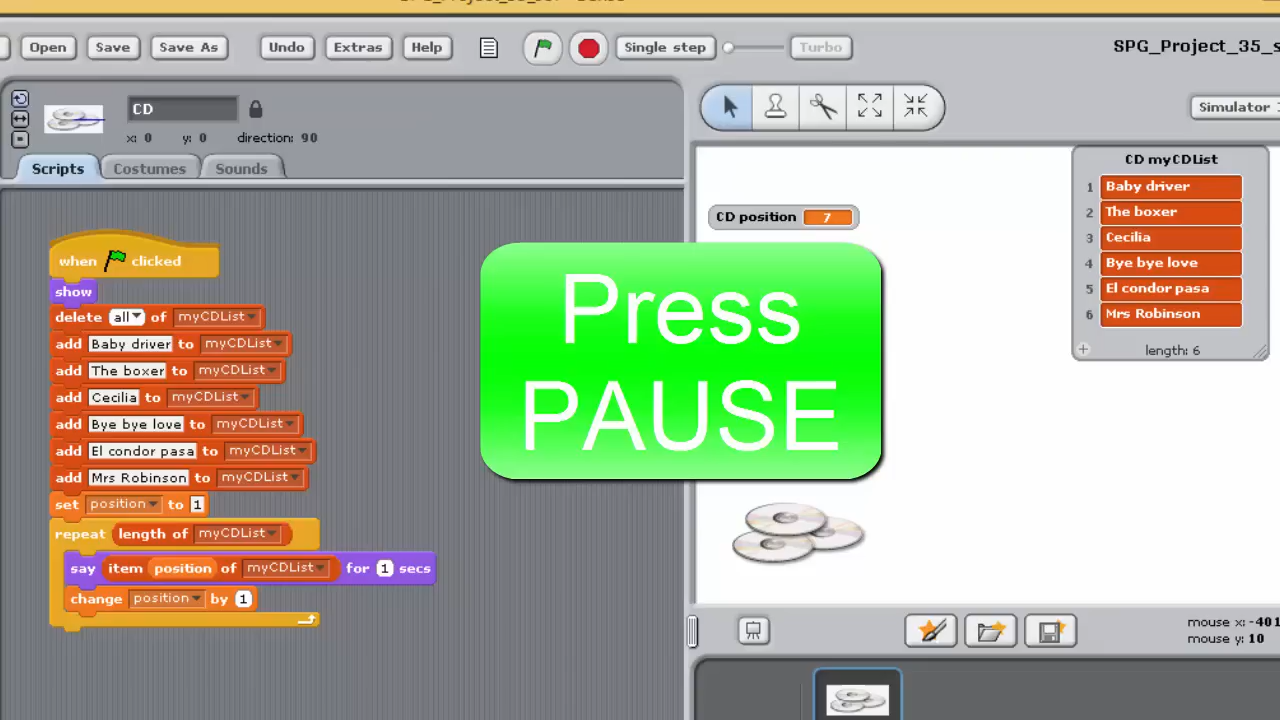 Open Save Save As Undo Extras Help Single step Turbo SPG_Project_35_s
CD
x: 0 y: 0 direction: 90
Scripts Costumes Sounds
Simulator
when clicked
show
delete all of myCDList
add Baby driver to myCDList
add The boxer to myCDList
add Cecilia to myCDList
add Bye bye love to myCDList
add El condor pasa to myCDList
add Mrs Robinson to myCDList
set position to 1
repeat length of myCDList
say item position of myCDList for 1 secs
change position by 1
Press
PAUSE
CD position 7
CD myCDList
1 Baby driver
2 The boxer
3 Cecilia
4 Bye bye love
5 El condor pasa
6 Mrs Robinson
+ length: 6
mouse x: -401
mouse y: 10